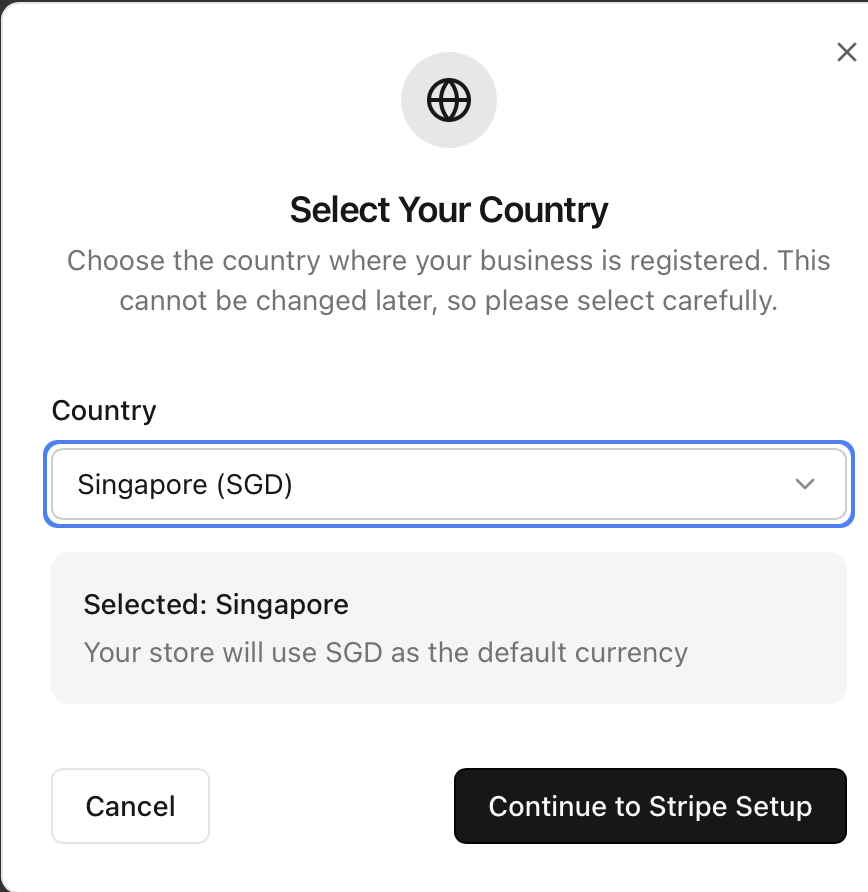 Select Your Country
Choose the country where your business is registered. This
cannot be changed later, so please select carefully.
Country
Singapore (SGD)
Selected: Singapore
Your store will use SGD as the default currency
Cancel
Continue to Stripe Setup